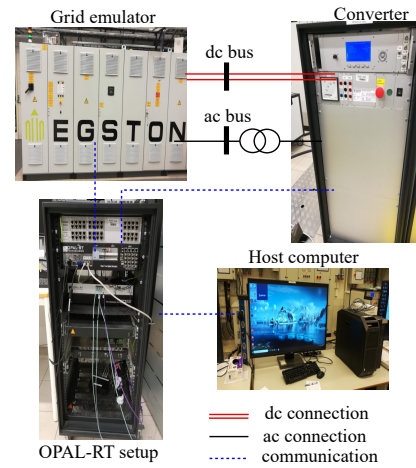 Grid emulator
Converter
dc bus
ac bus
EGSTON
Host computer
OPAL-RT setup
dc connection
ac connection
communication